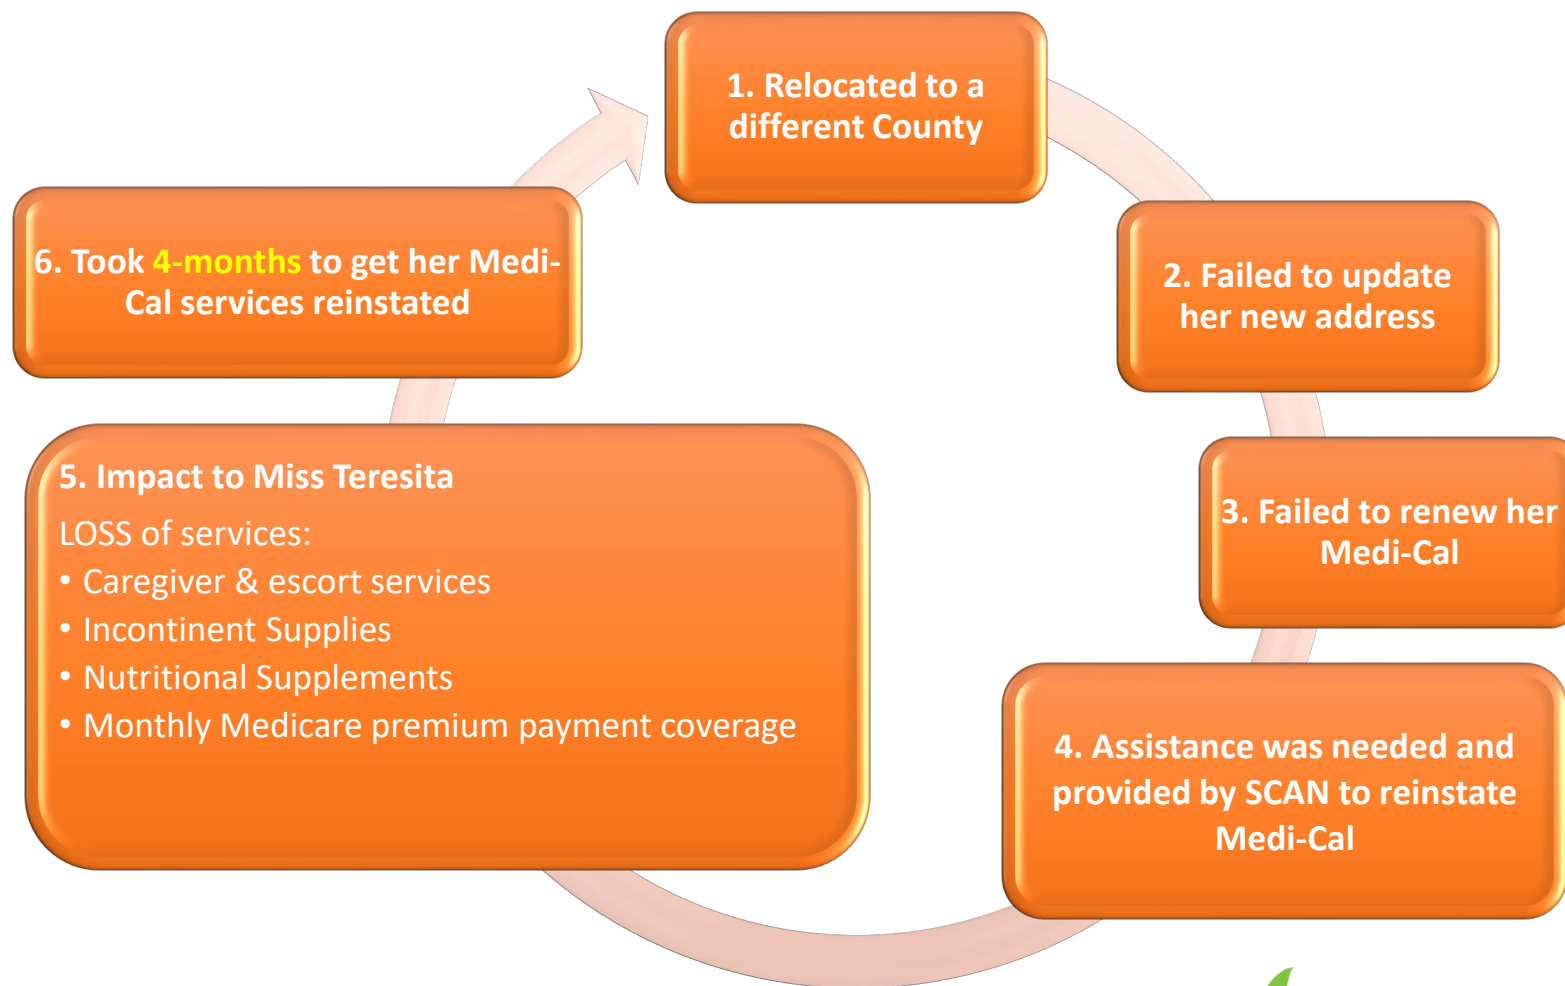 1. Relocated to a
different County
2. Failed to update
her new address
3. Failed to renew her
Medi-Cal
4. Assistance was needed and
provided by SCAN to reinstate
Medi-Cal
5. Impact to Miss Teresita
LOSS of services:
• Caregiver & escort services
• Incontinent Supplies
• Nutritional Supplements
• Monthly Medicare premium payment coverage
6. Took 4-months to get her Medi-
Cal services reinstated